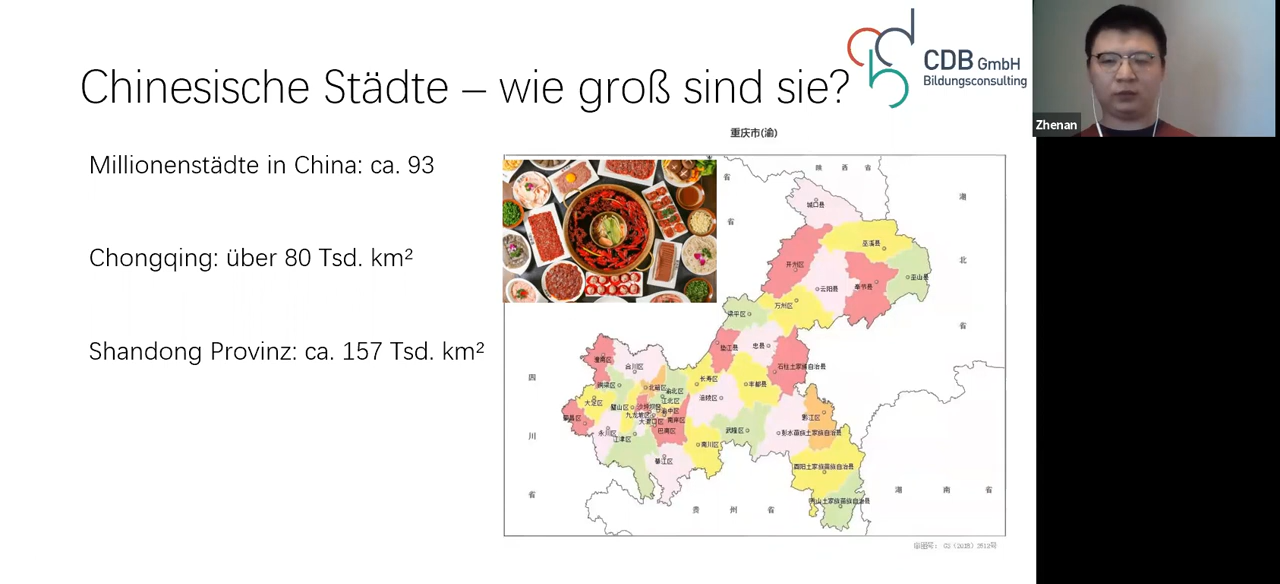 Chinesische Städte – wie groß sind sie?
CDB GmbH
Bildungsconsulting
Zhenan
Millionenstädte in China: ca. 93
Chongqing: über 80 Tsd. km²
Shandong Provinz: ca. 157 Tsd. km²
重庆市(渝)
陕 西 省
省
省
湖
北
省
城口县
巫溪县
开州区
云阳县
奉节县
巫山县
万州区
梁平区
垫江县
忠县
石柱土家族自治县
潼南区
合川区
长寿区
丰都县
铜梁区
北碚区
渝北区
大足区
璧山区
江北区
涪陵区
沙坪坝区
渝中区
九龙坡区
南岸区
大渡口区
荣昌区
巴南区
永川区
江津区
武隆区
黔江区
彭水苗族土家族自治县
南川区
綦江区
酉阳土家族苗族自治县
秀山土家族苗族自治县
四
川
省
贵 州 省
湖 南 省